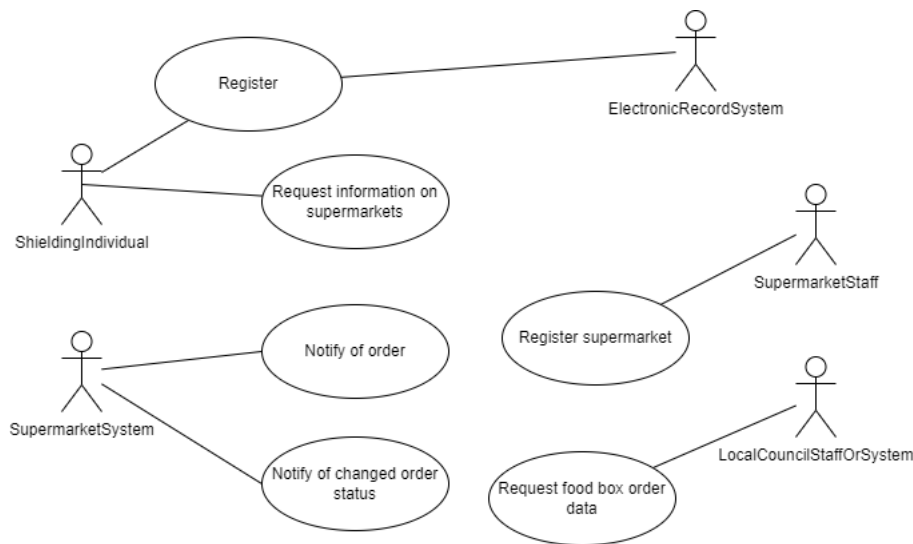 Register
ElectronicRecordSystem
Request information on
supermarkets
ShieldingIndividual
SupermarketStaff
Notify of order
Register supermarket
SupermarketSystem
LocalCouncilStaffOrSystem
Notify of changed order
status
Request food box order
data